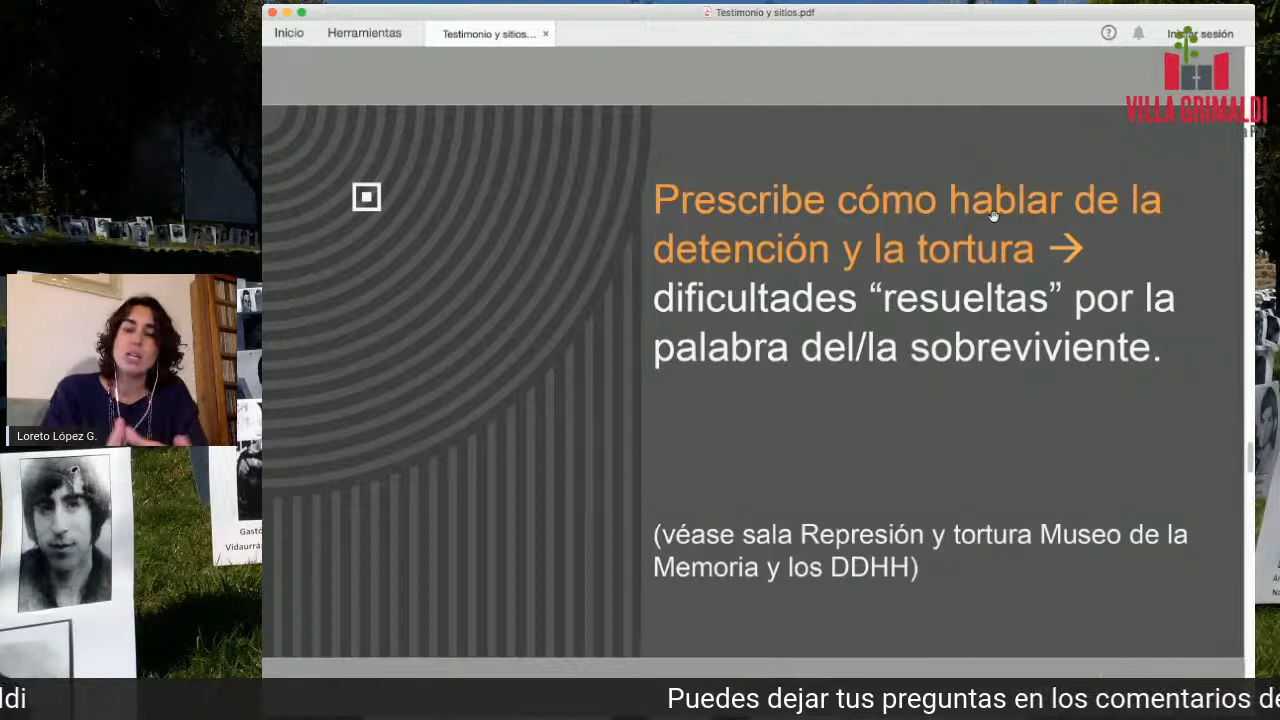 Testimonio y sitios.pdf
Inicio
Herramientas
Testimonio y sitios...
sesión
VILLA GRIMALDI
Prescribe cómo hablar de la
detención y la tortura →
dificultades “resueltas” por la
palabra del/la sobreviviente.
(véase sala Represión y tortura Museo de la
Memoria y los DDHH)
Loreto López G.
ldi
Puedes dejar tus preguntas en los comentarios de